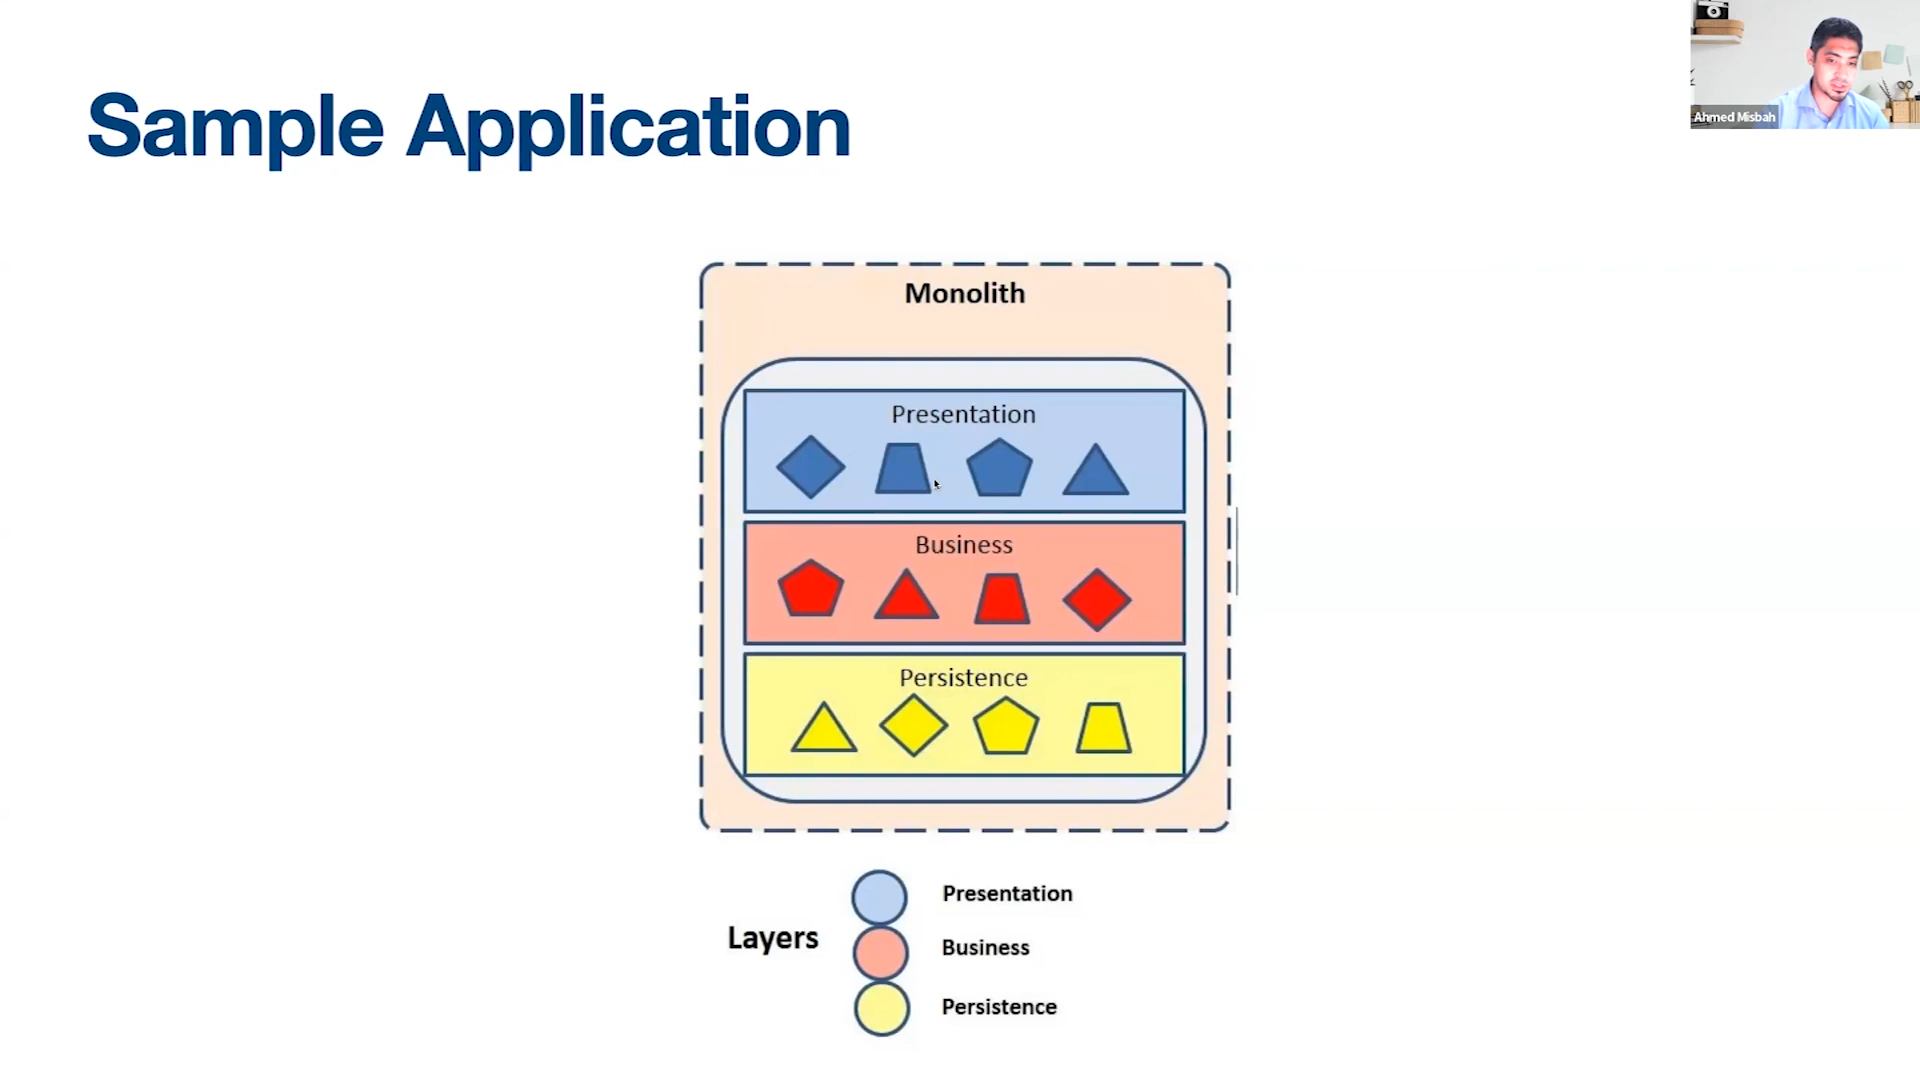 Sample Application
Ahmed Misbah
Monolith
Presentation
Business
Persistence
Layers
Presentation
Business
Persistence